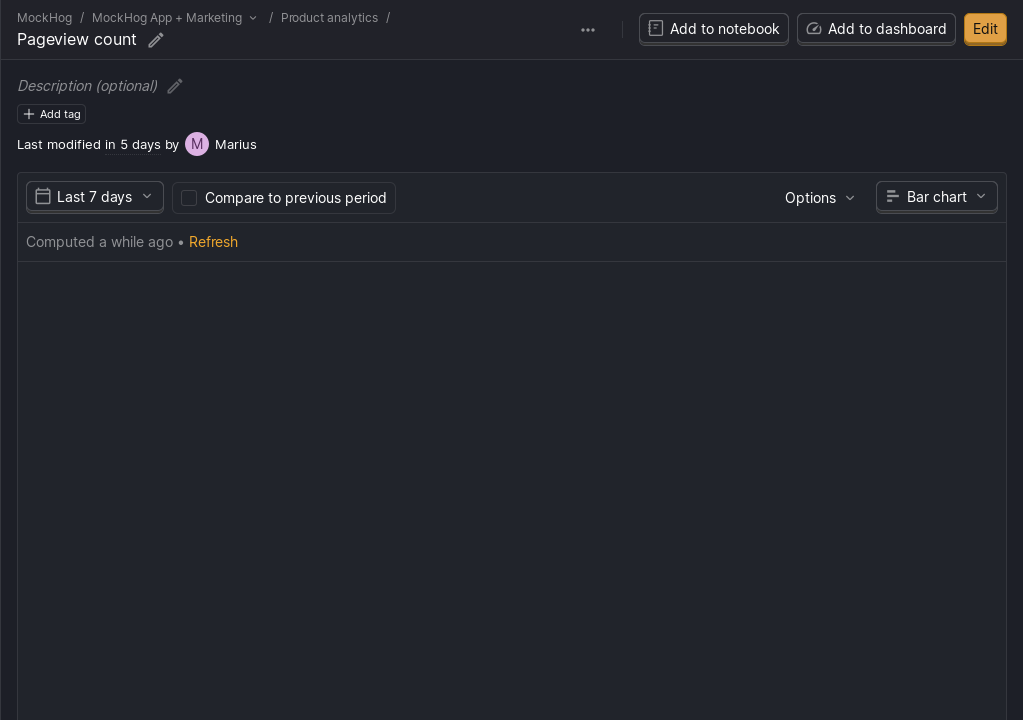 MockHog / MockHog App + Marketing / Product analytics /
Pageview count
Add to notebook
Add to dashboard
Edit
Description (optional)
Add tag
Last modified in 5 days by M Marius
Last 7 days
Compare to previous period
Options
Bar chart
Computed a while ago • Refresh